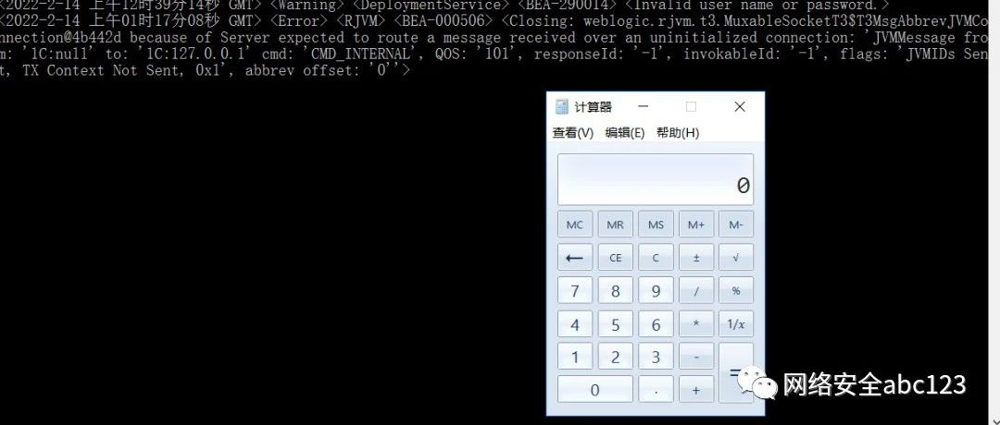 <2022-2-14 上午12时39分14秒 GMT> <Warning> <DeploymentService> <BEA-290014> <Invalid user name or password.>
<2022-2-14 上午01时17分08秒 GMT> <Error> <RJVM> <BEA-000506> <Closing: weblogic.rjvm.t3.MuxableSocketT3$T3MsgAbbrevJVMCo
nnection@4b442d because of Server expected to route a message received over an uninitialized connection: 'JVMMessage fro
m: '1C:null' to: '1C:127.0.0.1' cmd: 'CMD_INTERNAL', QOS: '101', responseId: '-1', invokableId: '-1', flags: 'JVMIDs Sen
t, TX Context Not Sent, 0x1', abbrev offset: '0''>
计算器
查看(V) 编辑(E) 帮助(H)
0
MC MR MS M+ M-
← CE C ± √
7 8 9 / %
4 5 6 * 1/x
1 2 3 - =
0 . +
网络安全abc123